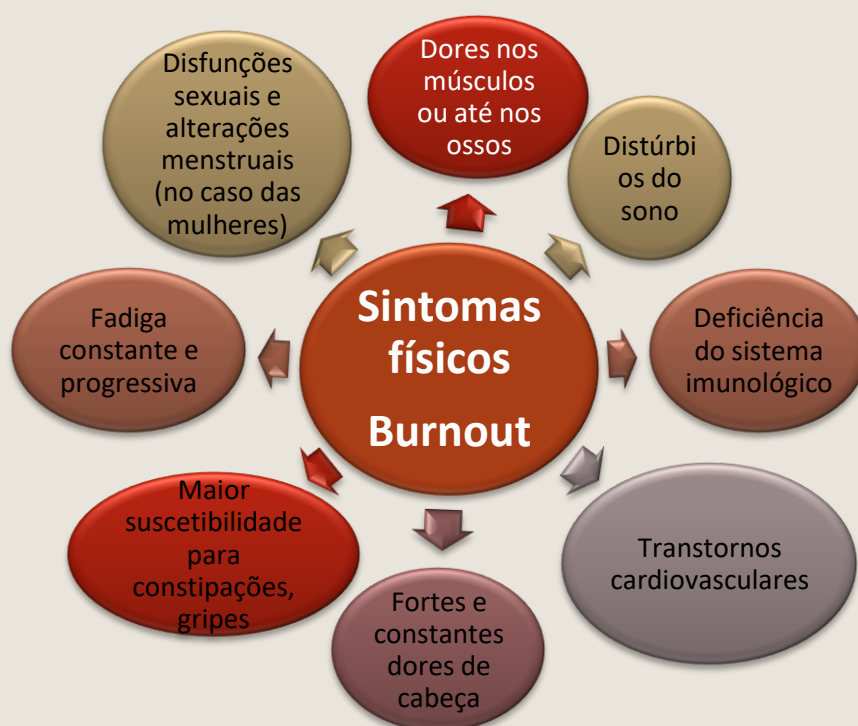 Disfunções
sexuais e
alterações
menstruais
(no caso das
mulheres)
Dores nos
músculos
ou até nos
ossos
Distúrbi
os do
sono
Fadiga
constante e
progressiva
Sintomas
físicos
Burnout
Deficiência
do sistema
imunológico
Maior
suscetibilidade
para
constipações,
gripes
Fortes e
constantes
dores de
cabeça
Transtornos
cardiovasculares